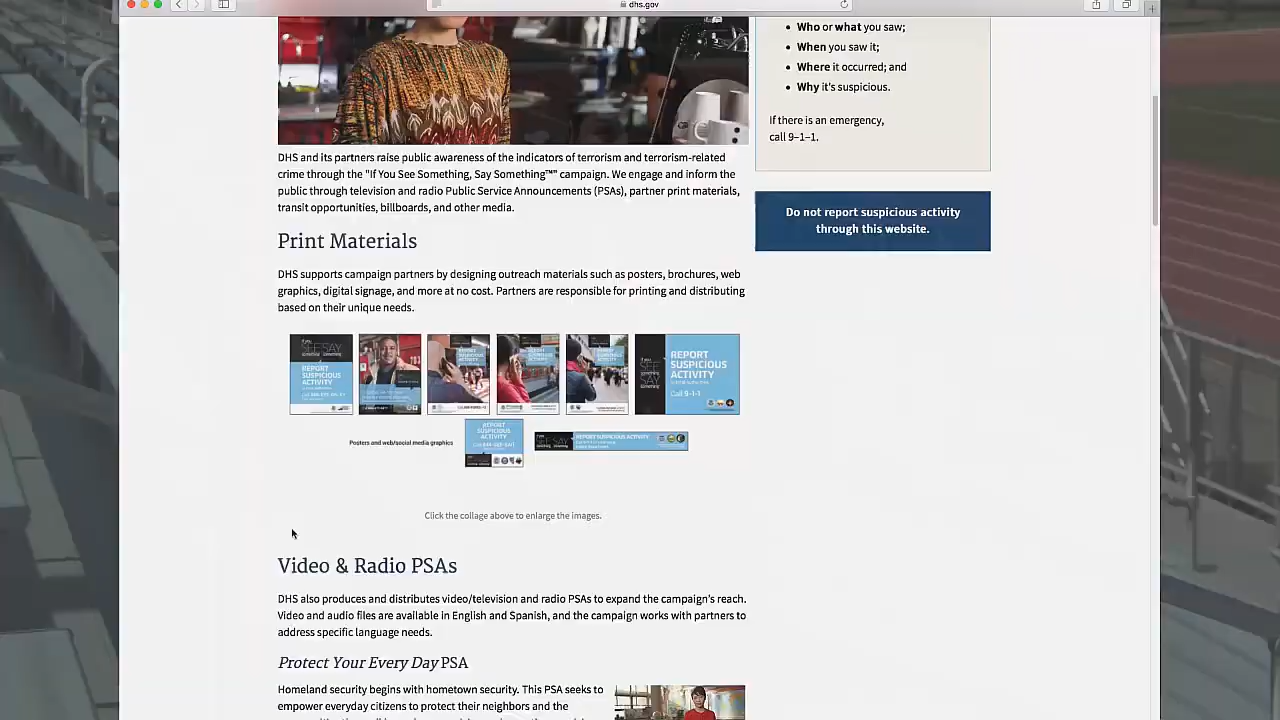 dhs.gov
Who or what you saw;
When you saw it;
Where it occurred; and
Why it's suspicious.
If there is an emergency,
call 9-1-1.
Do not report suspicious activity
through this website.
DHS and its partners raise public awareness of the indicators of terrorism and terrorism-related
crime through the "If You See Something, Say Something™" campaign. We engage and inform the
public through television and radio Public Service Announcements (PSAs), partner print materials,
transit opportunities, billboards, and other media.
Print Materials
DHS supports campaign partners by designing outreach materials such as posters, brochures, web
graphics, digital signage, and more at no cost. Partners are responsible for printing and distributing
based on their unique needs.
REPORT
SUSPICIOUS
ACTIVITY
REPORT
SUSPICIOUS
ACTIVITY
Call 9-1-1
Posters and web/social media graphics
REPORT
SUSPICIOUS
ACTIVITY
REPORT SUSPICIOUS ACTIVITY
Click the collage above to enlarge the images.
Video & Radio PSAs
DHS also produces and distributes video/television and radio PSAs to expand the campaign's reach.
Video and audio files are available in English and Spanish, and the campaign works with partners to
address specific language needs.
Protect Your Every Day PSA
Homeland security begins with hometown security. This PSA seeks to
empower everyday citizens to protect their neighbors and the